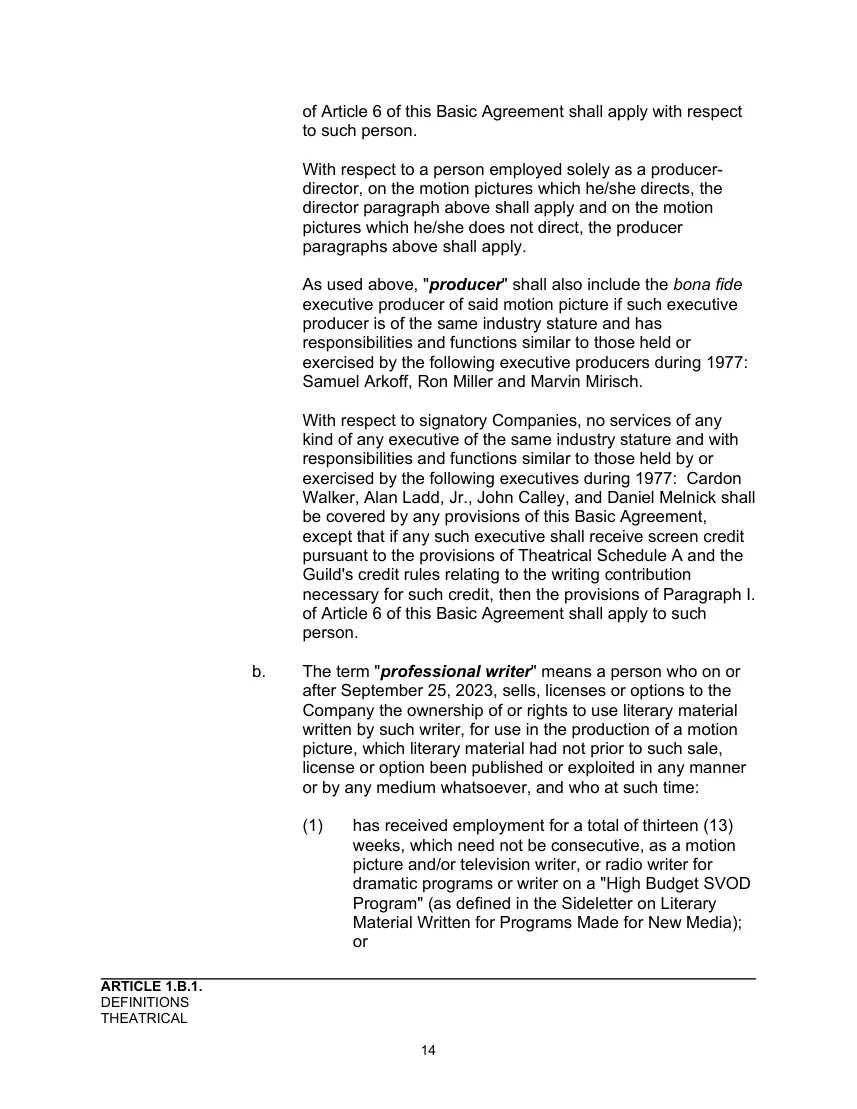 of Article 6 of this Basic Agreement shall apply with respect
to such person.
With respect to a person employed solely as a producer-
director, on the motion pictures which he/she directs, the
director paragraph above shall apply and on the motion
pictures which he/she does not direct, the producer
paragraphs above shall apply.
As used above, "producer" shall also include the bona fide
executive producer of said motion picture if such executive
producer is of the same industry stature and has
responsibilities and functions similar to those held or
exercised by the following executive producers during 1977:
Samuel Arkoff, Ron Miller and Marvin Mirisch.
With respect to signatory Companies, no services of any
kind of any executive of the same industry stature and with
responsibilities and functions similar to those held by or
exercised by the following executives during 1977:  Cardon
Walker, Alan Ladd, Jr., John Calley, and Daniel Melnick shall
be covered by any provisions of this Basic Agreement,
except that if any such executive shall receive screen credit
pursuant to the provisions of Theatrical Schedule A and the
Guild's credit rules relating to the writing contribution
necessary for such credit, then the provisions of Paragraph I.
of Article 6 of this Basic Agreement shall apply to such
person.
b. The term "professional writer" means a person who on or
after September 25, 2023, sells, licenses or options to the
Company the ownership of or rights to use literary material
written by such writer, for use in the production of a motion
picture, which literary material had not prior to such sale,
license or option been published or exploited in any manner
or by any medium whatsoever, and who at such time:
(1) has received employment for a total of thirteen (13)
weeks, which need not be consecutive, as a motion
picture and/or television writer, or radio writer for
dramatic programs or writer on a "High Budget SVOD
Program" (as defined in the Sideletter on Literary
Material Written for Programs Made for New Media);
or
ARTICLE 1.B.1.
DEFINITIONS
THEATRICAL
14